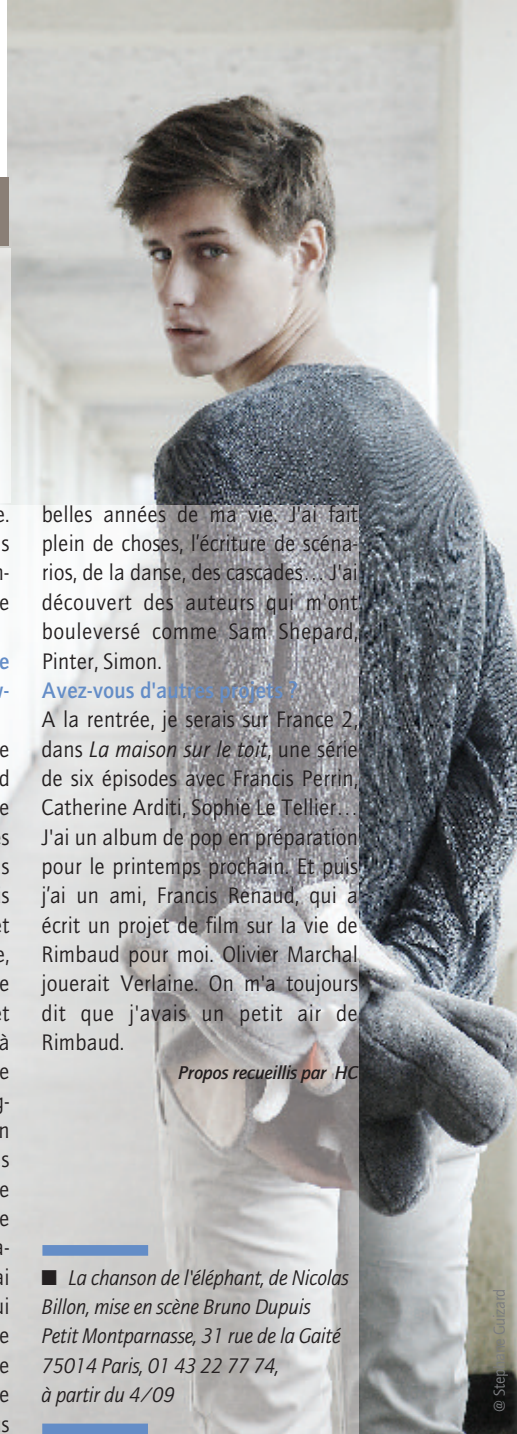 e.
s
n-
e
e
v-
e
d
e
es
s
s
et
e,
e
et
à
e
g-
n
s
e
e
a-
ai
ui
e
e
e
s
belles années de ma vie. J'ai fait
plein de choses, l'écriture de scéna-
rios, de la danse, des cascades… J'ai
découvert des auteurs qui m'ont
bouleversé comme Sam Shepard,
Pinter, Simon.
Avez-vous d'autres projets ?
A la rentrée, je serais sur France 2,
dans La maison sur le toit, une série
de six épisodes avec Francis Perrin,
Catherine Arditi, Sophie Le Tellier…
J'ai un album de pop en préparation
pour le printemps prochain. Et puis
j'ai un ami, Francis Renaud, qui a
écrit un projet de film sur la vie de
Rimbaud pour moi. Olivier Marchal
jouerait Verlaine. On m'a toujours
dit que j'avais un petit air de
Rimbaud.
Propos recueillis par HC
■ La chanson de l'éléphant, de Nicolas
Billon, mise en scène Bruno Dupuis
Petit Montparnasse, 31 rue de la Gaité
75014 Paris, 01 43 22 77 74,
à partir du 4/09
@